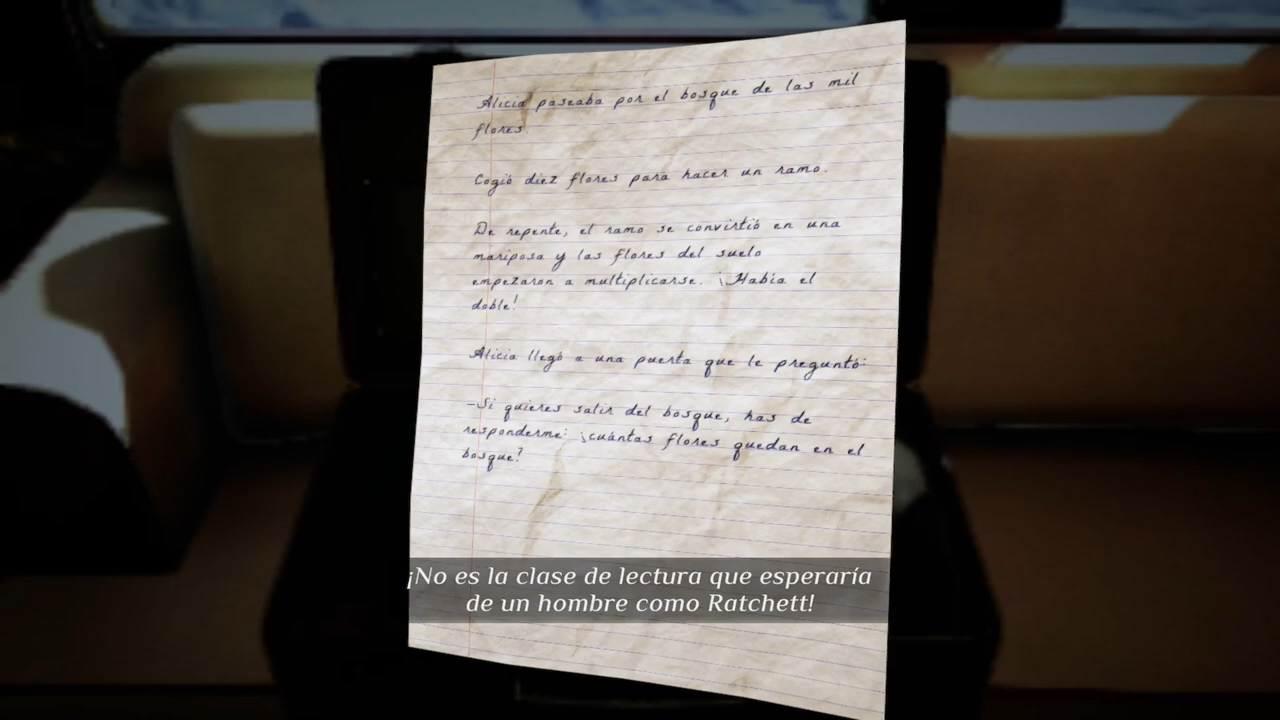 Alicia paseaba por el bosque de las mil
flores.
Cogió diez flores para hacer un ramo.
De repente, el ramo se convirtió en una
mariposa y las flores del suelo
empezaron a multiplicarse. ¡Había el
doble!
Alicia llegó a una puerta que le preguntó:
-Si quieres salir del bosque, has de
responderme: ¿cuántas flores quedan en el
bosque?
¡No es la clase de lectura que esperaría
de un hombre como Ratchett!